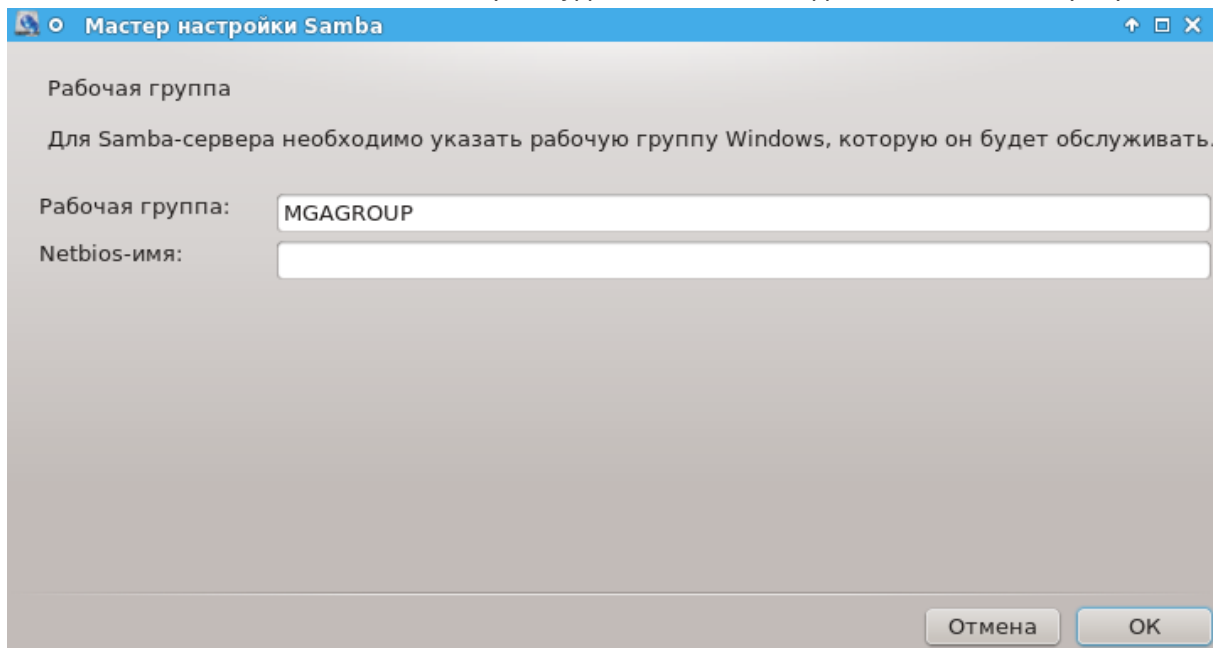 Мастер настройки Samba
Рабочая группа
Для Samba-сервера необходимо указать рабочую группу Windows, которую он будет обслуживать.
Рабочая группа: MGAGROUP
Netbios-имя:
Отмена OK